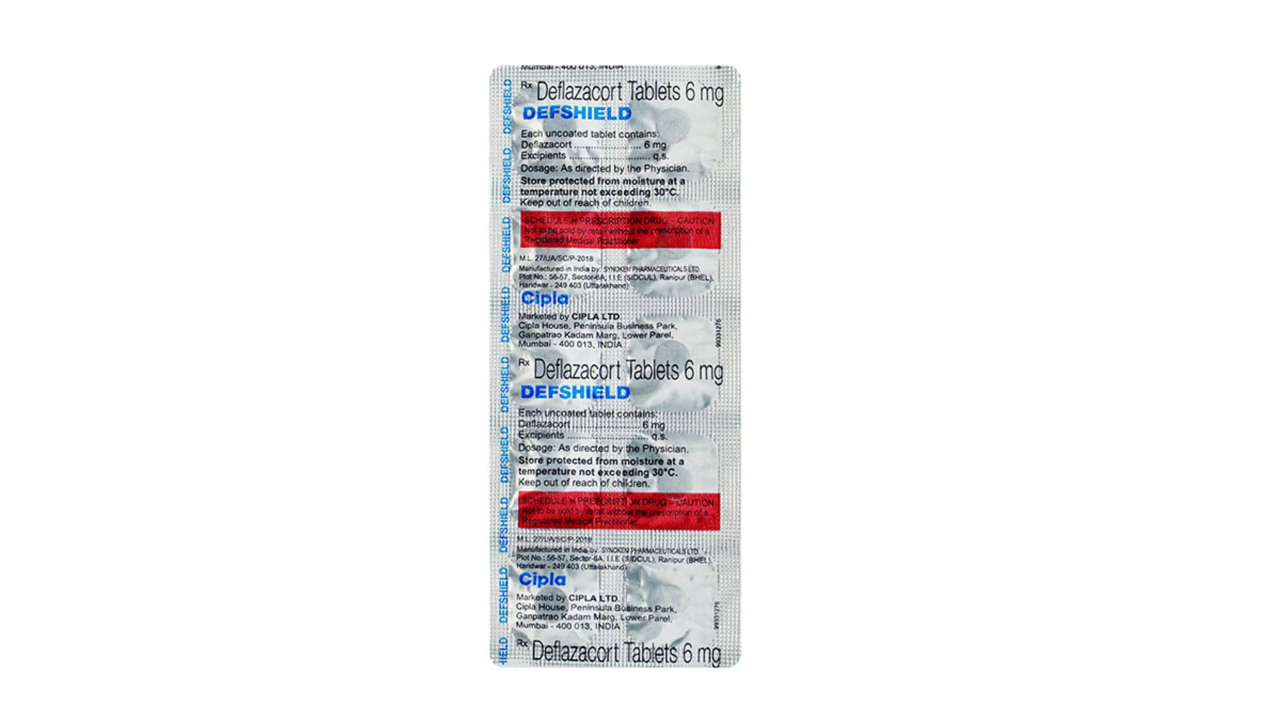 Mumbai - 400 013, INDIA
Rx Deflazacort Tablets 6 mg
DEFSHIELD
Each uncoated tablet contains:
Deflazacort ........................ 6 mg
Excipients ............................ q.s.
Dosage: As directed by the Physician.
Store protected from moisture at a
temperature not exceeding 30°C.
Keep out of reach of children.
SCHEDULE H PRESCRIPTION DRUG - CAUTION
Not to be sold by retail without the prescription of a
Registered Medical Practitioner.
M.L. 27/UA/SC/P-2018
Manufactured in India by: SYNOKEM PHARMACEUTICALS LTD.
Plot No.: 56-57, Sector-6A, I.I.E (SIDCUL), Ranipur (BHEL),
Haridwar - 249 403 (Uttarakhand)
Cipla
Marketed by CIPLA LTD.
Cipla House, Peninsula Business Park,
Ganpatrao Kadam Marg, Lower Parel,
Mumbai - 400 013, INDIA
99331276
Rx Deflazacort Tablets 6 mg
DEFSHIELD
Each uncoated tablet contains:
Deflazacort ........................ 6 mg
Excipients ............................ q.s.
Dosage: As directed by the Physician.
Store protected from moisture at a
temperature not exceeding 30°C.
Keep out of reach of children.
SCHEDULE H PRESCRIPTION DRUG - CAUTION
Not to be sold by retail without the prescription of a
Registered Medical Practitioner.
M.L. 27/UA/SC/P-2018
Manufactured in India by: SYNOKEM PHARMACEUTICALS LTD.
Plot No.: 56-57, Sector-6A, I.I.E (SIDCUL), Ranipur (BHEL),
Haridwar - 249 403 (Uttarakhand)
Cipla
Marketed by CIPLA LTD.
Cipla House, Peninsula Business Park,
Ganpatrao Kadam Marg, Lower Parel,
Mumbai - 400 013, INDIA
99331276
Rx Deflazacort Tablets 6 mg
HIELD DEFSHIELD DEFSHIELD DEFSHIELD DEFSHIELD DEFSHIELD DEFSHIELD DEFSHIELD DEFSHIELD